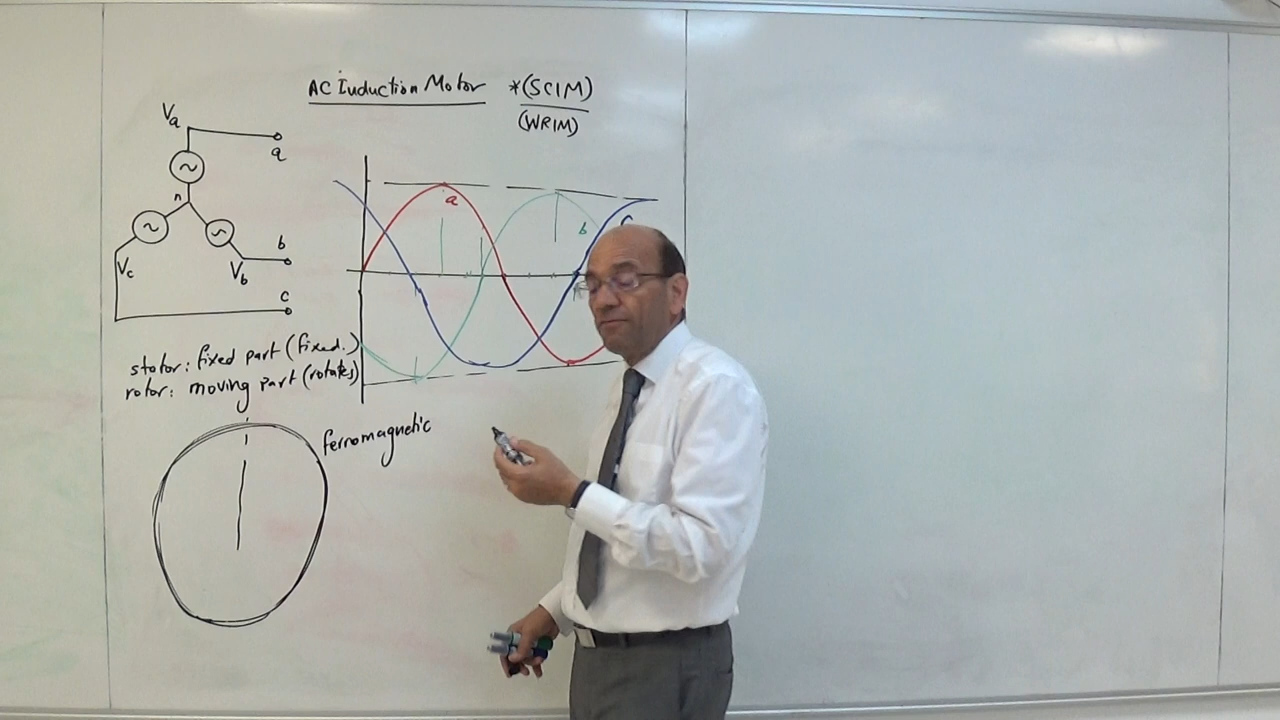 AC Induction Motor *(SCIM)
(WRIM)
Va
a
n
b
Vc
Vb
c
a
b
c
stator: fixed part (fixed.)
rotor: moving part (rotates)
ferromagnetic